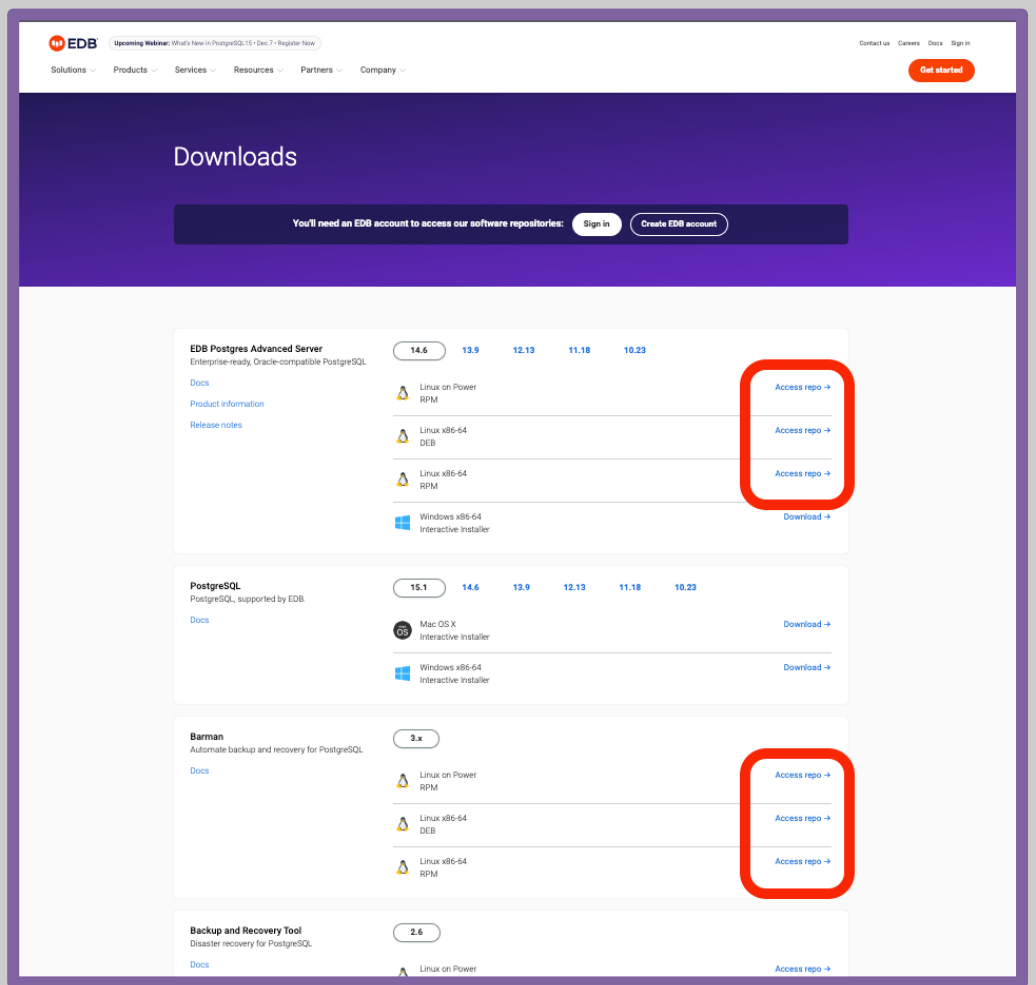 EDB
Upcoming Webinar: What's New in PostgreSQL15 • Dec 7 • Register Now
Contact us Careers Docs Sign in
Solutions Products Services Resources Partners Company
Get started
Downloads
You'll need an EDB account to access our software repositories: Sign in Create EDB account
EDB Postgres Advanced Server
Enterprise-ready, Oracle-compatible PostgreSQL
Docs
Product information
Release notes
14.6 13.9 12.13 11.18 10.23
Linux on Power
RPM
Access repo →
Linux x86-64
DEB
Access repo →
Linux x86-64
RPM
Access repo →
Windows x86-64
Interactive Installer
Download →
PostgreSQL
PostgreSQL, supported by EDB.
Docs
15.1 14.6 13.9 12.13 11.18 10.23
macOS
Mac OS X
Interactive Installer
Download →
Windows x86-64
Interactive Installer
Download →
Barman
Automate backup and recovery for PostgreSQL
Docs
3.x
Linux on Power
RPM
Access repo →
Linux x86-64
DEB
Access repo →
Linux x86-64
RPM
Access repo →
Backup and Recovery Tool
Disaster recovery for PostgreSQL
Docs
2.6
Linux on Power
Access repo →